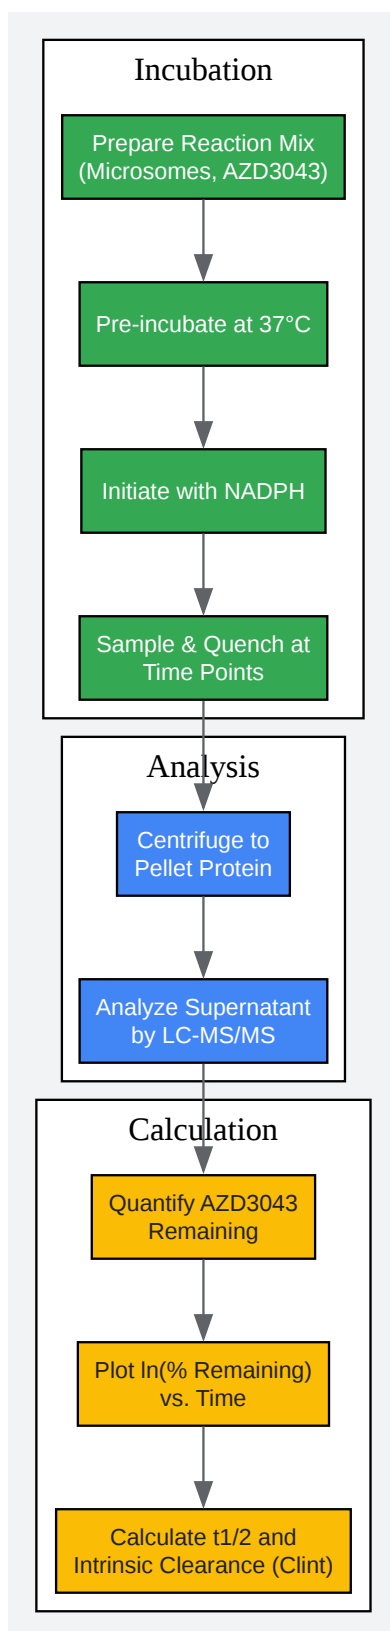 Incubation
Prepare Reaction Mix
(Microsomes, AZD3043)
Pre-incubate at 37°C
Initiate with NADPH
Sample & Quench at
Time Points
Analysis
Centrifuge to
Pellet Protein
Analyze Supernatant
by LC-MS/MS
Calculation
Quantify AZD3043
Remaining
Plot ln(% Remaining)
vs. Time
Calculate t1/2 and
Intrinsic Clearance (Clint)